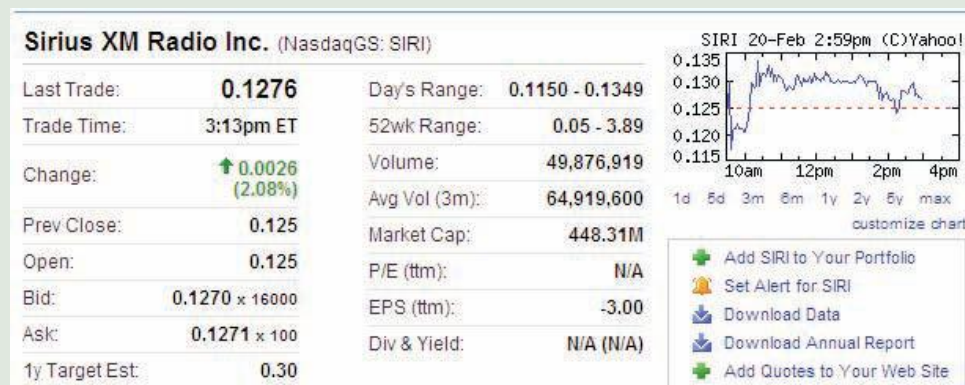 Sirius XM Radio Inc. (NasdaqGS: SIRI)
Last Trade: 0.1276
Trade Time: 3:13pm ET
Change: 0.0026
(2.08%)
Prev Close: 0.125
Open: 0.125
Bid: 0.1270 x 16000
Ask: 0.1271 x 100
1y Target Est: 0.30
Day's Range: 0.1150 - 0.1349
52wk Range: 0.05 - 3.89
Volume: 49,876,919
Avg Vol (3m): 64,919,600
Market Cap: 448.31M
P/E (ttm): N/A
EPS (ttm): -3.00
Div & Yield: N/A (N/A)
SIRI 20-Feb 2:59pm (C)Yahoo!
0.135
0.130
0.125
0.120
0.115
10am 12pm 2pm 4pm
1d 5d 3m 6m 1y 2y 5y max
customize chart
Add SIRI to Your Portfolio
Set Alert for SIRI
Download Data
Download Annual Report
Add Quotes to Your Web Site